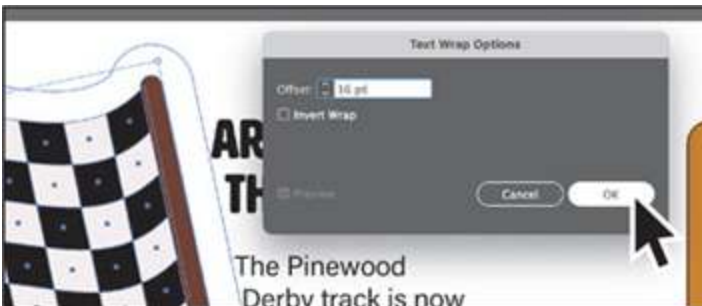 Text Wrap Options
Offset: 16 pt
Invert Wrap
Preview
Cancel
OK
AR
TH
The Pinewood
Derby track is now